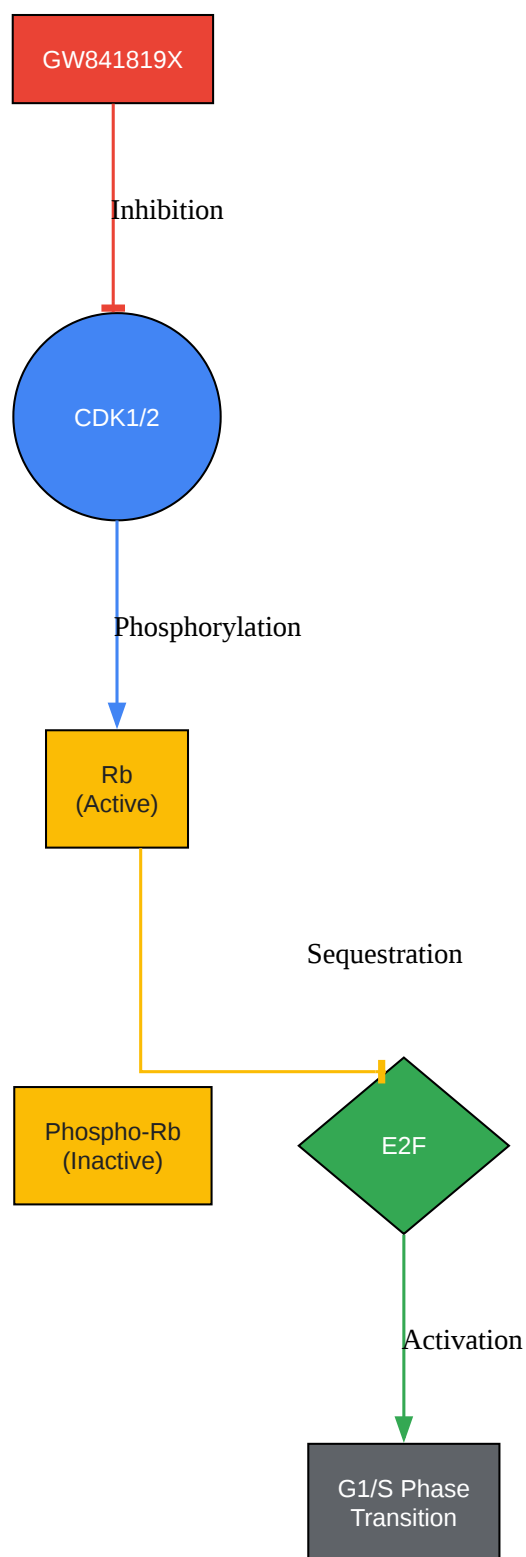 GW841819X
Inhibition
CDK1/2
Phosphorylation
Rb
(Active)
Sequestration
Phospho-Rb
(Inactive)
E2F
Activation
G1/S Phase
Transition